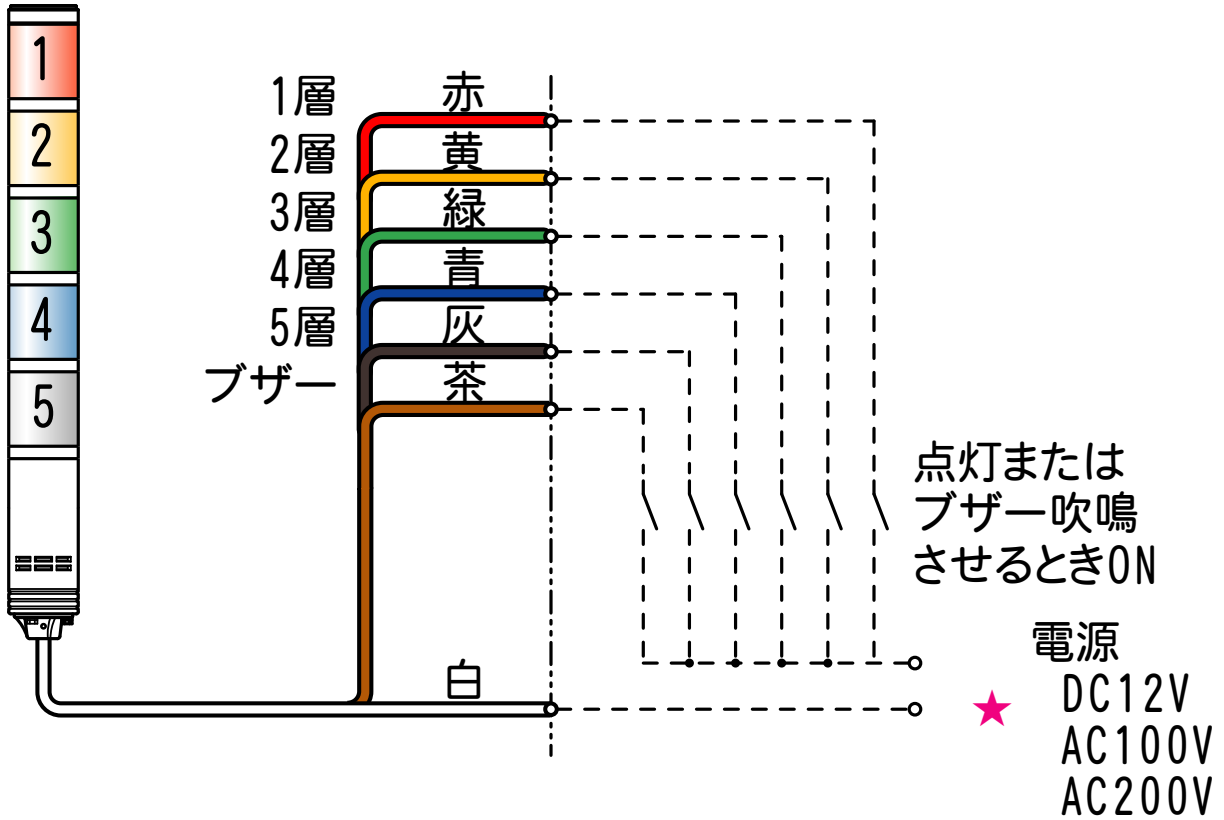 1
2
3
4
5
1層 赤
2層 黄
3層 緑
4層 青
5層 灰
ブザー 茶
白
点灯または
ブザー吹鳴
させるときON
電源
★ DC12V
AC100V
AC200V